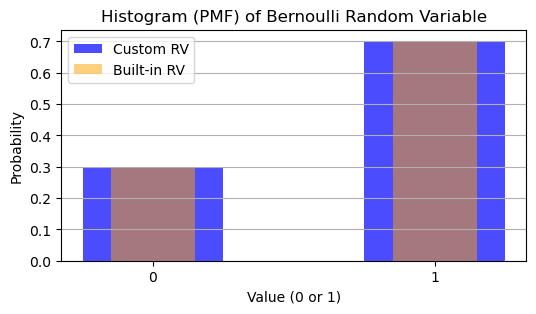 Histogram (PMF) of Bernoulli Random Variable
Custom RV
Built-in RV
Probability
0.7
0.6
0.5
0.4
0.3
0.2
0.1
0.0
0 1
Value (0 or 1)